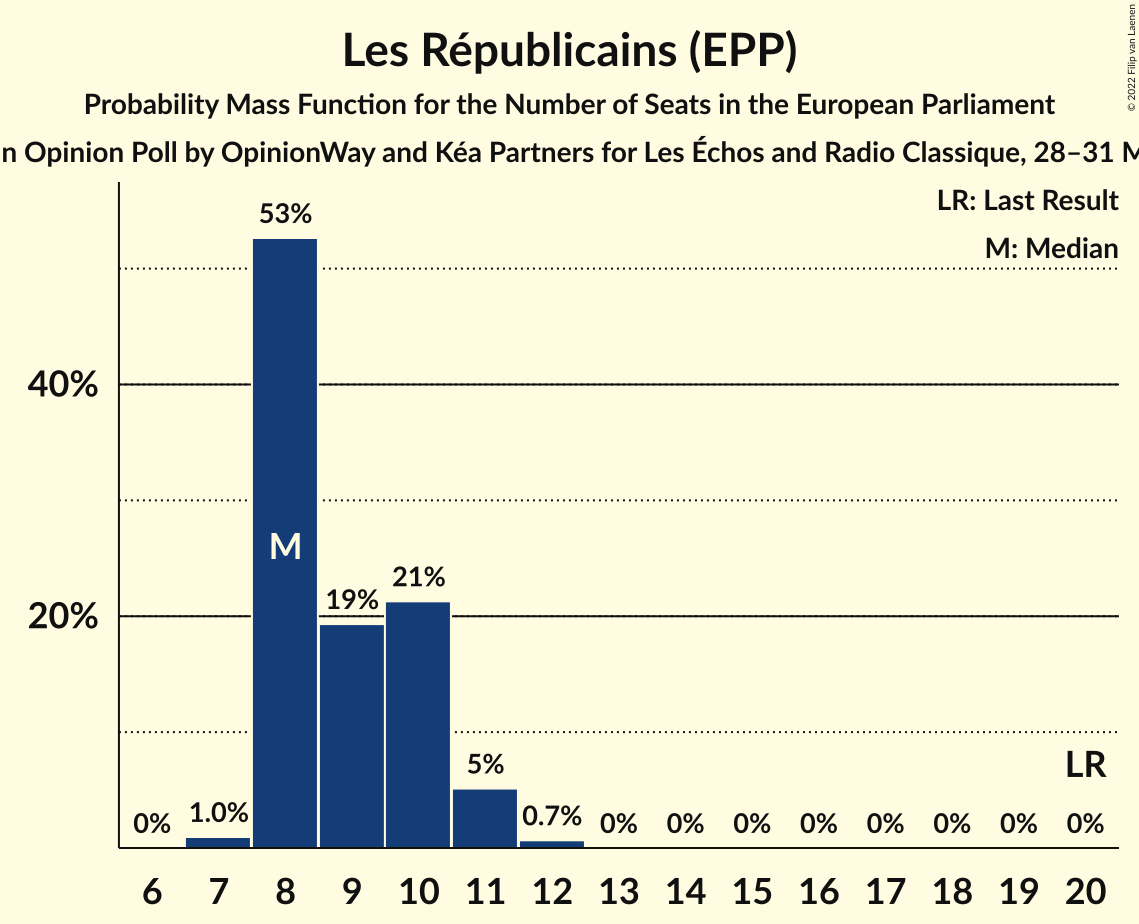 Les Républicains (EPP)
Probability Mass Function for the Number of Seats in the European Parliament
n Opinion Poll by OpinionWay and Kéa Partners for Les Échos and Radio Classique, 28–31 M
© 2022 Filip van Laenen
LR: Last Result
M: Median
53%
40%
M
21%
19%
20%
5%
LR
1.0%
0.7%
0% 0% 0% 0% 0% 0% 0% 0% 0%
6 7 8 9 10 11 12 13 14 15 16 17 18 19 20